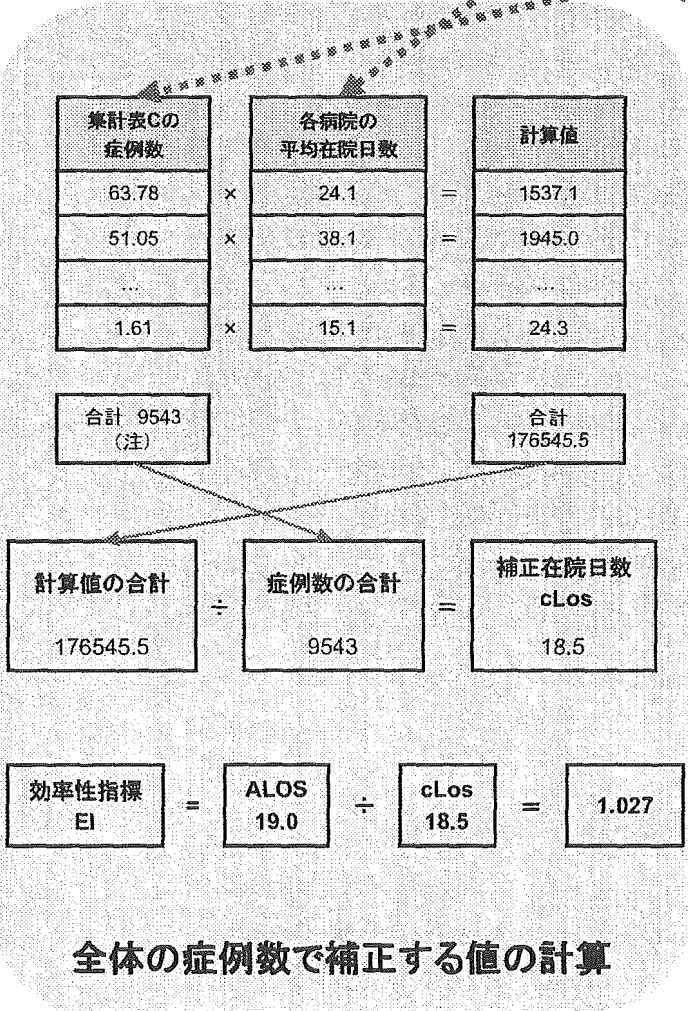 集計表Cの
症例数
各病院の
平均在院日数
計算値
63.78 × 24.1 = 1537.1
51.05 × 38.1 = 1945.0
... ... ...
1.61 × 15.1 = 24.3
合計 9543
(注)
合計
176545.5
計算値の合計
176545.5
÷
症例数の合計
9543
=
補正在院日数
cLos
18.5
効率性指標
EI
=
ALOS
19.0
÷
cLos
18.5
=
1.027
全体の症例数で補正する値の計算